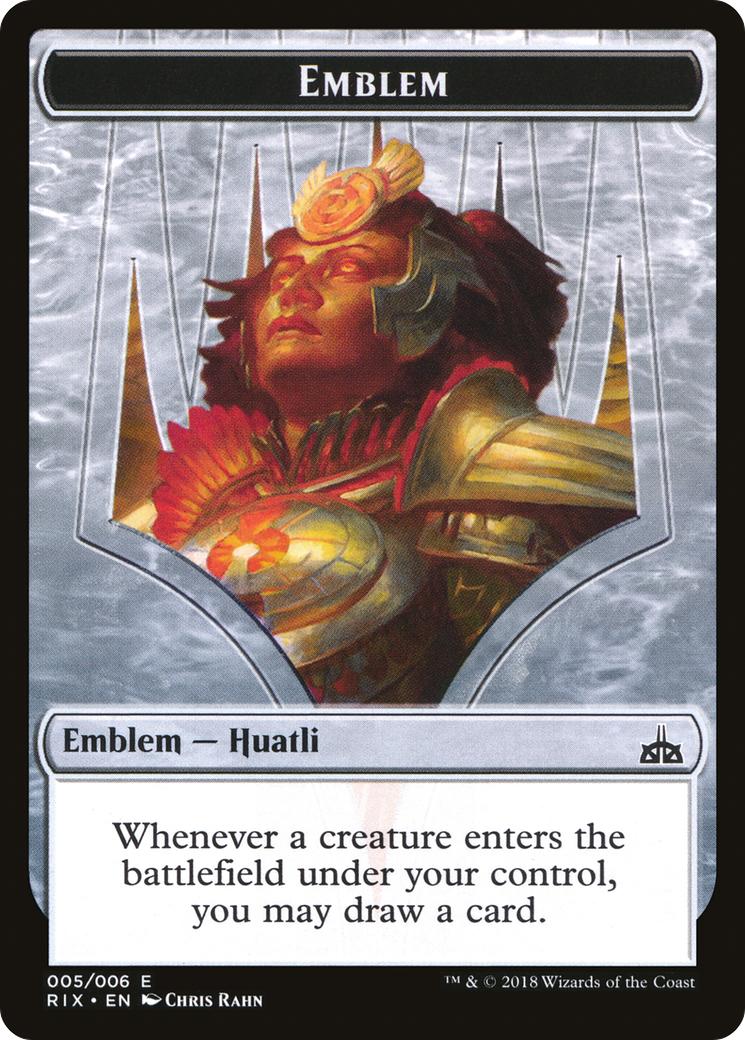 Emblem
Emblem — Huatli
Whenever a creature enters the
battlefield under your control,
you may draw a card.
005/006 E
™ & © 2018 Wizards of the Coast
RIX • EN Chris Rahn